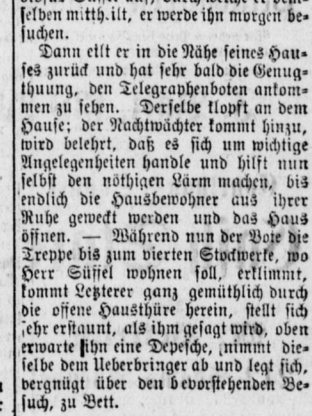 selben mitth.ilt, er werde ihn morgen be-
suchen.
Dann eilt er in die Nähe seines Hau-
ses zurück und hat sehr bald die Genug-
thuung, den Telegraphenboten ankom-
men zu sehen. Derselbe klopft an dem
Hause; der Nachtwächter kommt hinzu,
wird belehrt, daß es sich um wichtige
Angelegenheiten handle und hilft nun
selbst den nöthigen Lärm machen, bis
endlich die Hausbewohner aus ihrer
Ruhe geweckt werden und das Haus
öffnen. — Während nun der Bote die
Treppe bis zum vierten Stockwerke, wo
Herr Süssel wohnen soll, erklimmt,
kommt Letzterer ganz gemüthlich durch
die offene Hausthüre herein, stellt sich
sehr erstaunt, als ihm gesagt wird, oben
erwarte ihn eine Depesche, nimmt die-
selbe dem Ueberbringer ab und legt sich,
vergnügt über den bevorstehenden Be-
such, zu Bett.